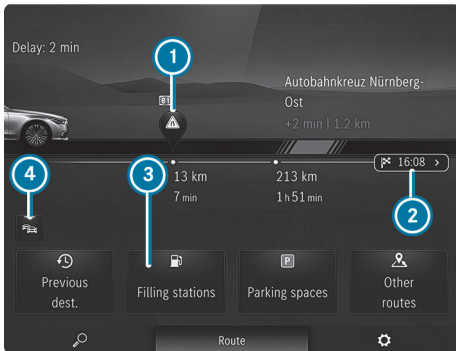 Delay: 2 min
1
Autobahnkreuz Nürnberg-
Ost
+2 min | 1.2 km
16:08 >
4
3
13 km
213 km
2
7 min
1 h 51 min
P
Previous
dest.
Filling stations
Parking spaces
Other
routes
Route